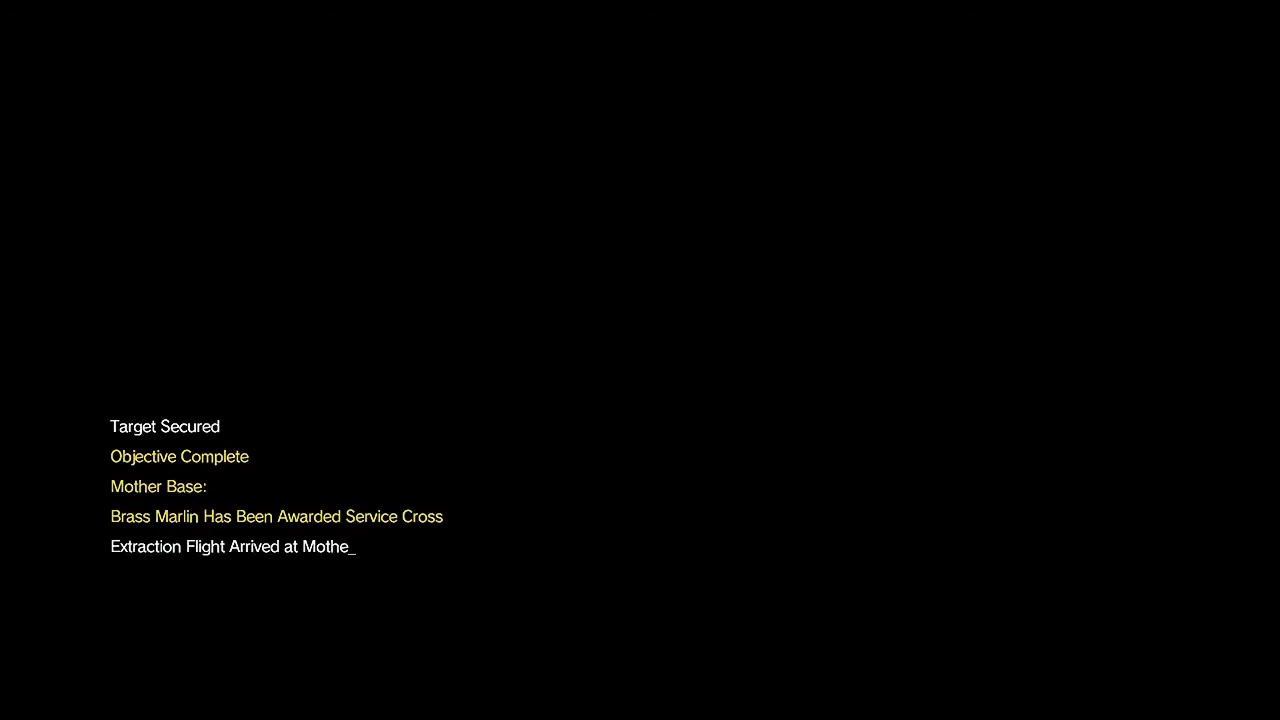 Target Secured
Objective Complete
Mother Base:
Brass Marlin Has Been Awarded Service Cross
Extraction Flight Arrived at Mothe_